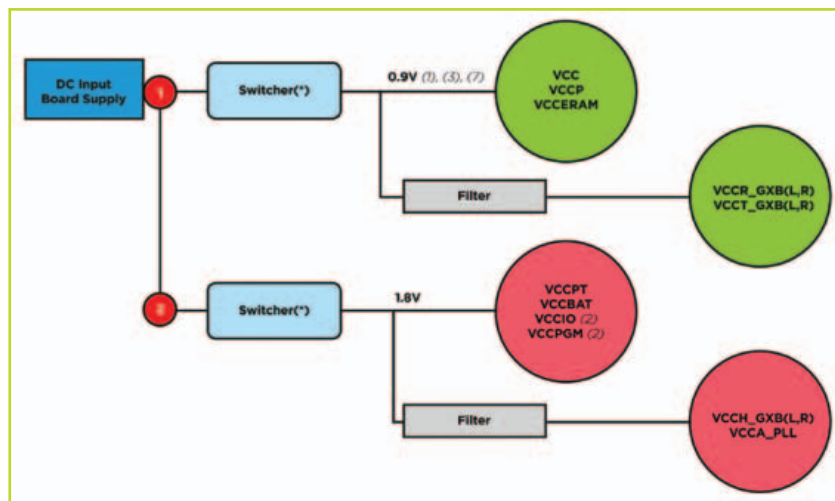 DC Input
Board Supply
1
Switcher(*)
0.9V (1), (3), (7)
VCC
VCCP
VCCERAM
Filter
VCCR_GXB(L,R)
VCCT_GXB(L,R)
2
Switcher(*)
1.8V
VCCPT
VCCBAT
VCCIO (2)
VCCPGM (2)
Filter
VCCH_GXB(L,R)
VCCA_PLL